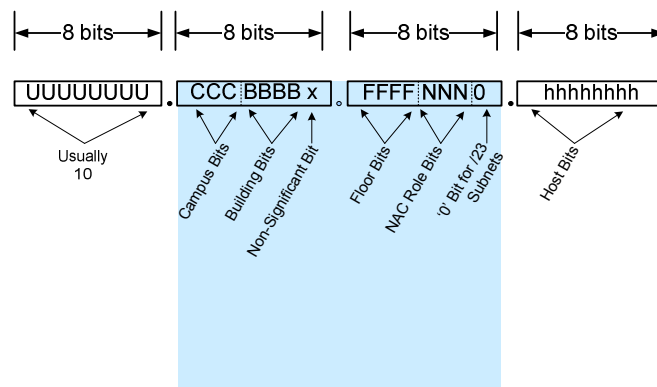 8 bits 8 bits 8 bits 8 bits
UUUUUUUU . CCC BBBB x . FFFF NNN 0 . hhhhhhhh
Usually
10
Campus Bits
Building Bits
Non-Significant Bit
Floor Bits
NAC Role Bits
‘0’ Bit for /23
Subnets
Host Bits